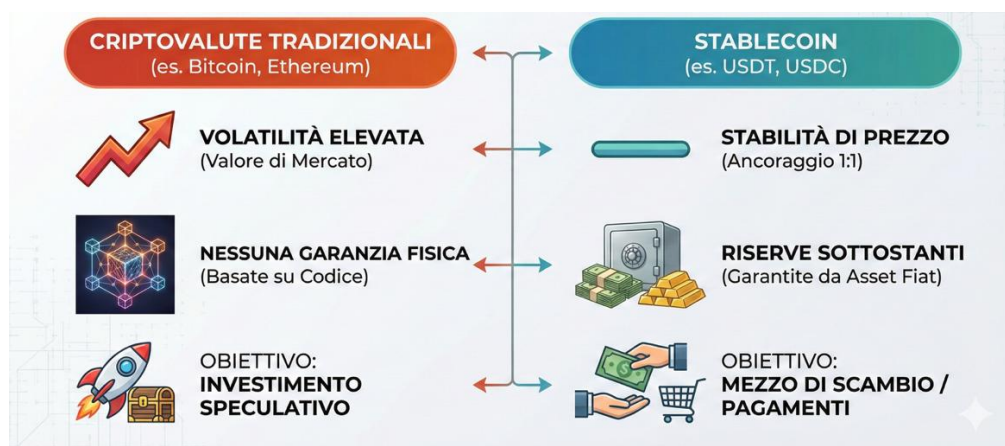 CRIPTOVALUTE TRADIZIONALI
(es. Bitcoin, Ethereum)
STABLECOIN
(es. USDT, USDC)
VOLATILITÀ ELEVATA
(Valore di Mercato)
STABILITÀ DI PREZZO
(Ancoraggio 1:1)
NESSUNA GARANZIA FISICA
(Basate su Codice)
RISERVE SOTTOSTANTI
(Garantite da Asset Fiat)
OBIETTIVO:
INVESTIMENTO
SPECULATIVO
OBIETTIVO:
MEZZO DI SCAMBIO /
PAGAMENTI